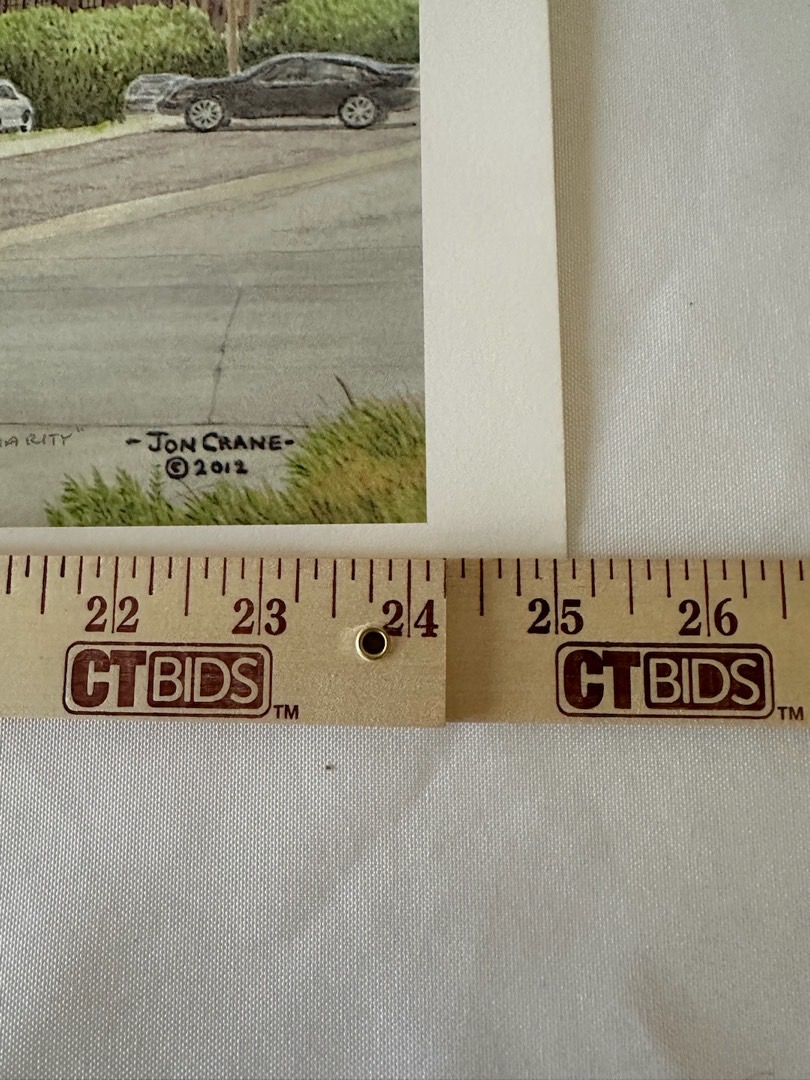 -JON CRANE-
©2012
22 23 24 25 26
CTBIDS™ CTBIDS™